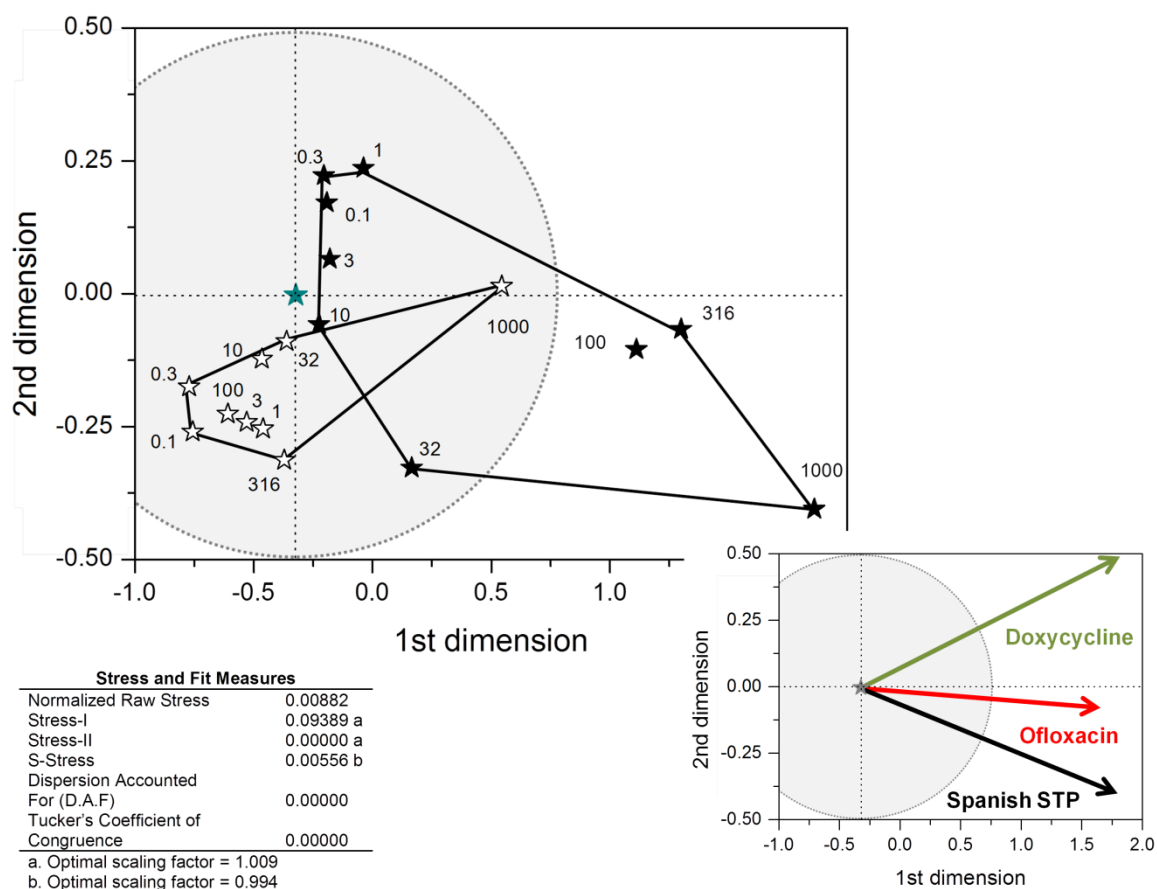 0.50
0.25
0.00
-0.25
-0.50
2nd dimension
0.3
1
0.1
3
10
1000
316
100
10
32
0.3
100
3
1
0.1
316
32
1000
-1.0
-0.5
0.0
0.5
1.0
1st dimension
Stress and Fit Measures
Normalized Raw Stress 0.00882
Stress-I 0.09389 a
Stress-II 0.00000 a
S-Stress 0.00556 b
Dispersion Accounted
For (D.A.F) 0.00000
Tucker's Coefficient of
Congruence 0.00000
a. Optimal scaling factor = 1.009
b. Optimal scaling factor = 0.994
0.50
0.25
0.00
-0.25
-0.50
2nd dimension
Doxycycline
Ofloxacin
Spanish STP
-1.0 -0.5 0.0 0.5 1.0 1.5 2.0
1st dimension